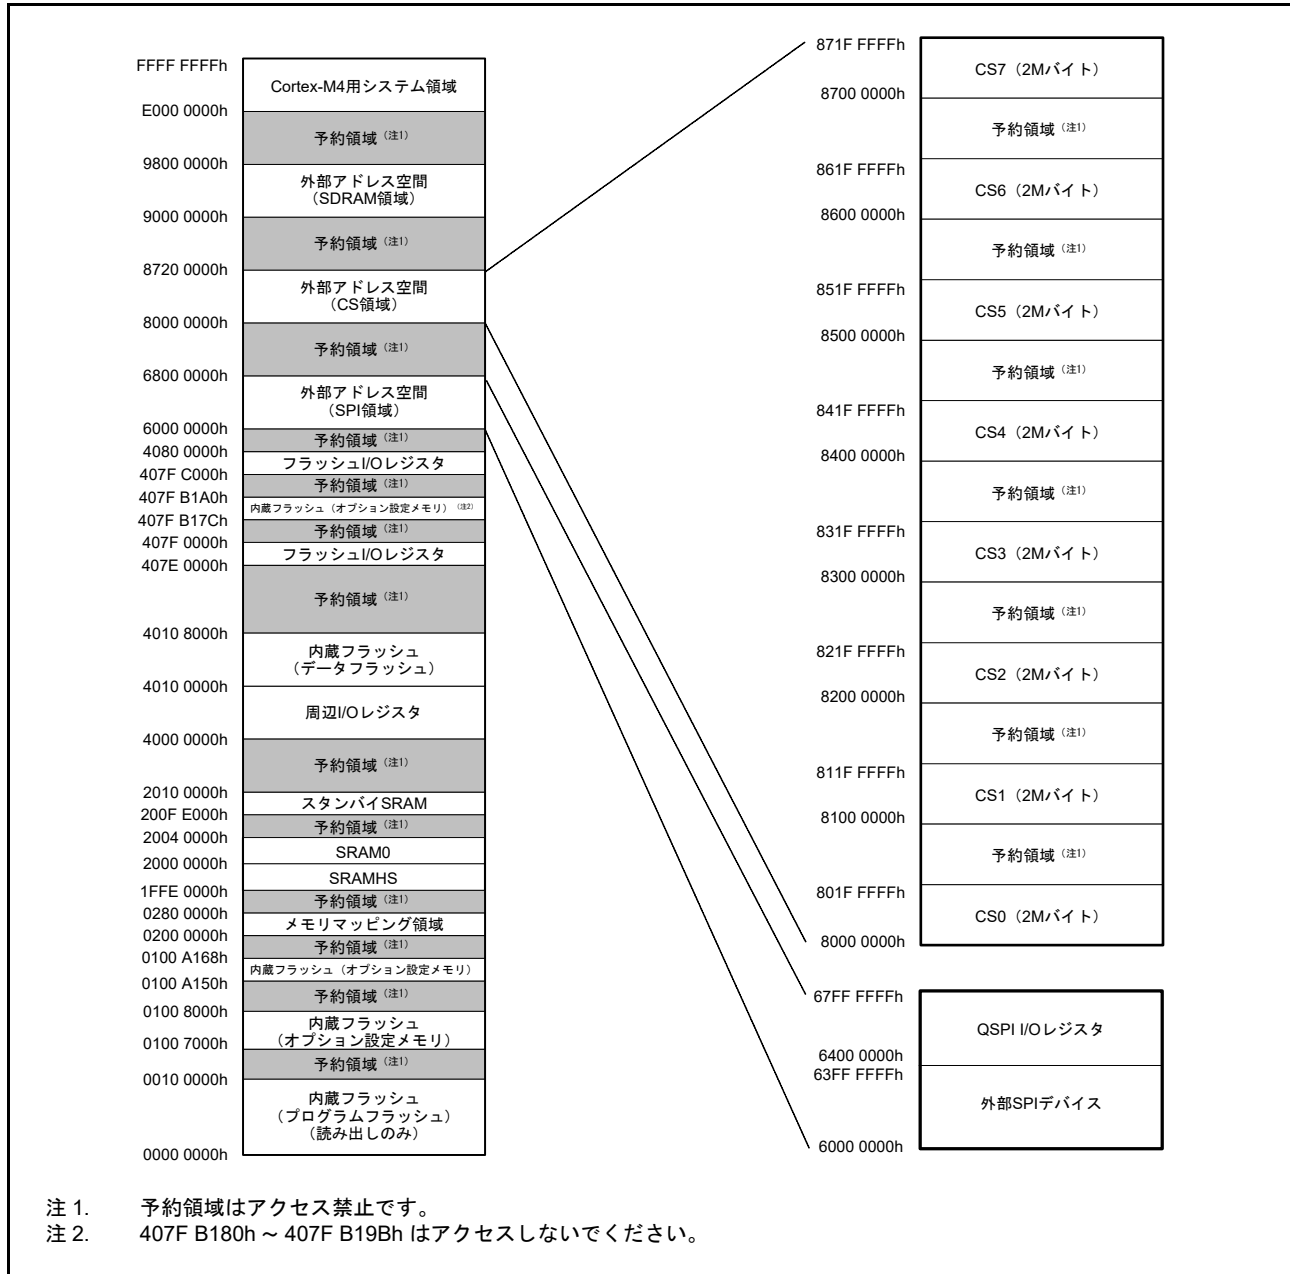 FFFF FFFFh
Cortex-M4用システム領域
E000 0000h
予約領域（注1）
9800 0000h
外部アドレス空間
（SDRAM領域）
9000 0000h
予約領域（注1）
8720 0000h
外部アドレス空間
（CS領域）
8000 0000h
予約領域（注1）
6800 0000h
外部アドレス空間
（SPI領域）
6000 0000h
予約領域（注1）
4080 0000h
フラッシュI/Oレジスタ
407F C000h
予約領域（注1）
407F B1A0h
内蔵フラッシュ（オプション設定メモリ）（注2）
407F B17Ch
予約領域（注1）
407F 0000h
フラッシュI/Oレジスタ
407E 0000h
予約領域（注1）
4010 8000h
内蔵フラッシュ
（データフラッシュ）
4010 0000h
周辺I/Oレジスタ
4000 0000h
予約領域（注1）
2010 0000h
スタンバイSRAM
200F E000h
予約領域（注1）
2004 0000h
SRAM0
2000 0000h
SRAMHS
1FFE 0000h
予約領域（注1）
0280 0000h
メモリマッピング領域
0200 0000h
予約領域（注1）
0100 A168h
内蔵フラッシュ（オプション設定メモリ）
0100 A150h
予約領域（注1）
0100 8000h
内蔵フラッシュ
（オプション設定メモリ）
0100 7000h
予約領域（注1）
0010 0000h
内蔵フラッシュ
（プログラムフラッシュ）
（読み出しのみ）
0000 0000h
871F FFFFh
CS7（2Mバイト）
8700 0000h
予約領域（注1）
861F FFFFh
CS6（2Mバイト）
8600 0000h
予約領域（注1）
851F FFFFh
CS5（2Mバイト）
8500 0000h
予約領域（注1）
841F FFFFh
CS4（2Mバイト）
8400 0000h
予約領域（注1）
831F FFFFh
CS3（2Mバイト）
8300 0000h
予約領域（注1）
821F FFFFh
CS2（2Mバイト）
8200 0000h
予約領域（注1）
811F FFFFh
CS1（2Mバイト）
8100 0000h
予約領域（注1）
801F FFFFh
CS0（2Mバイト）
8000 0000h
67FF FFFFh
QSPI I/Oレジスタ
6400 0000h
63FF FFFFh
外部SPIデバイス
6000 0000h
注 1. 予約領域はアクセス禁止です。
注 2. 407F B180h ~ 407F B19Bh はアクセスしないでください。